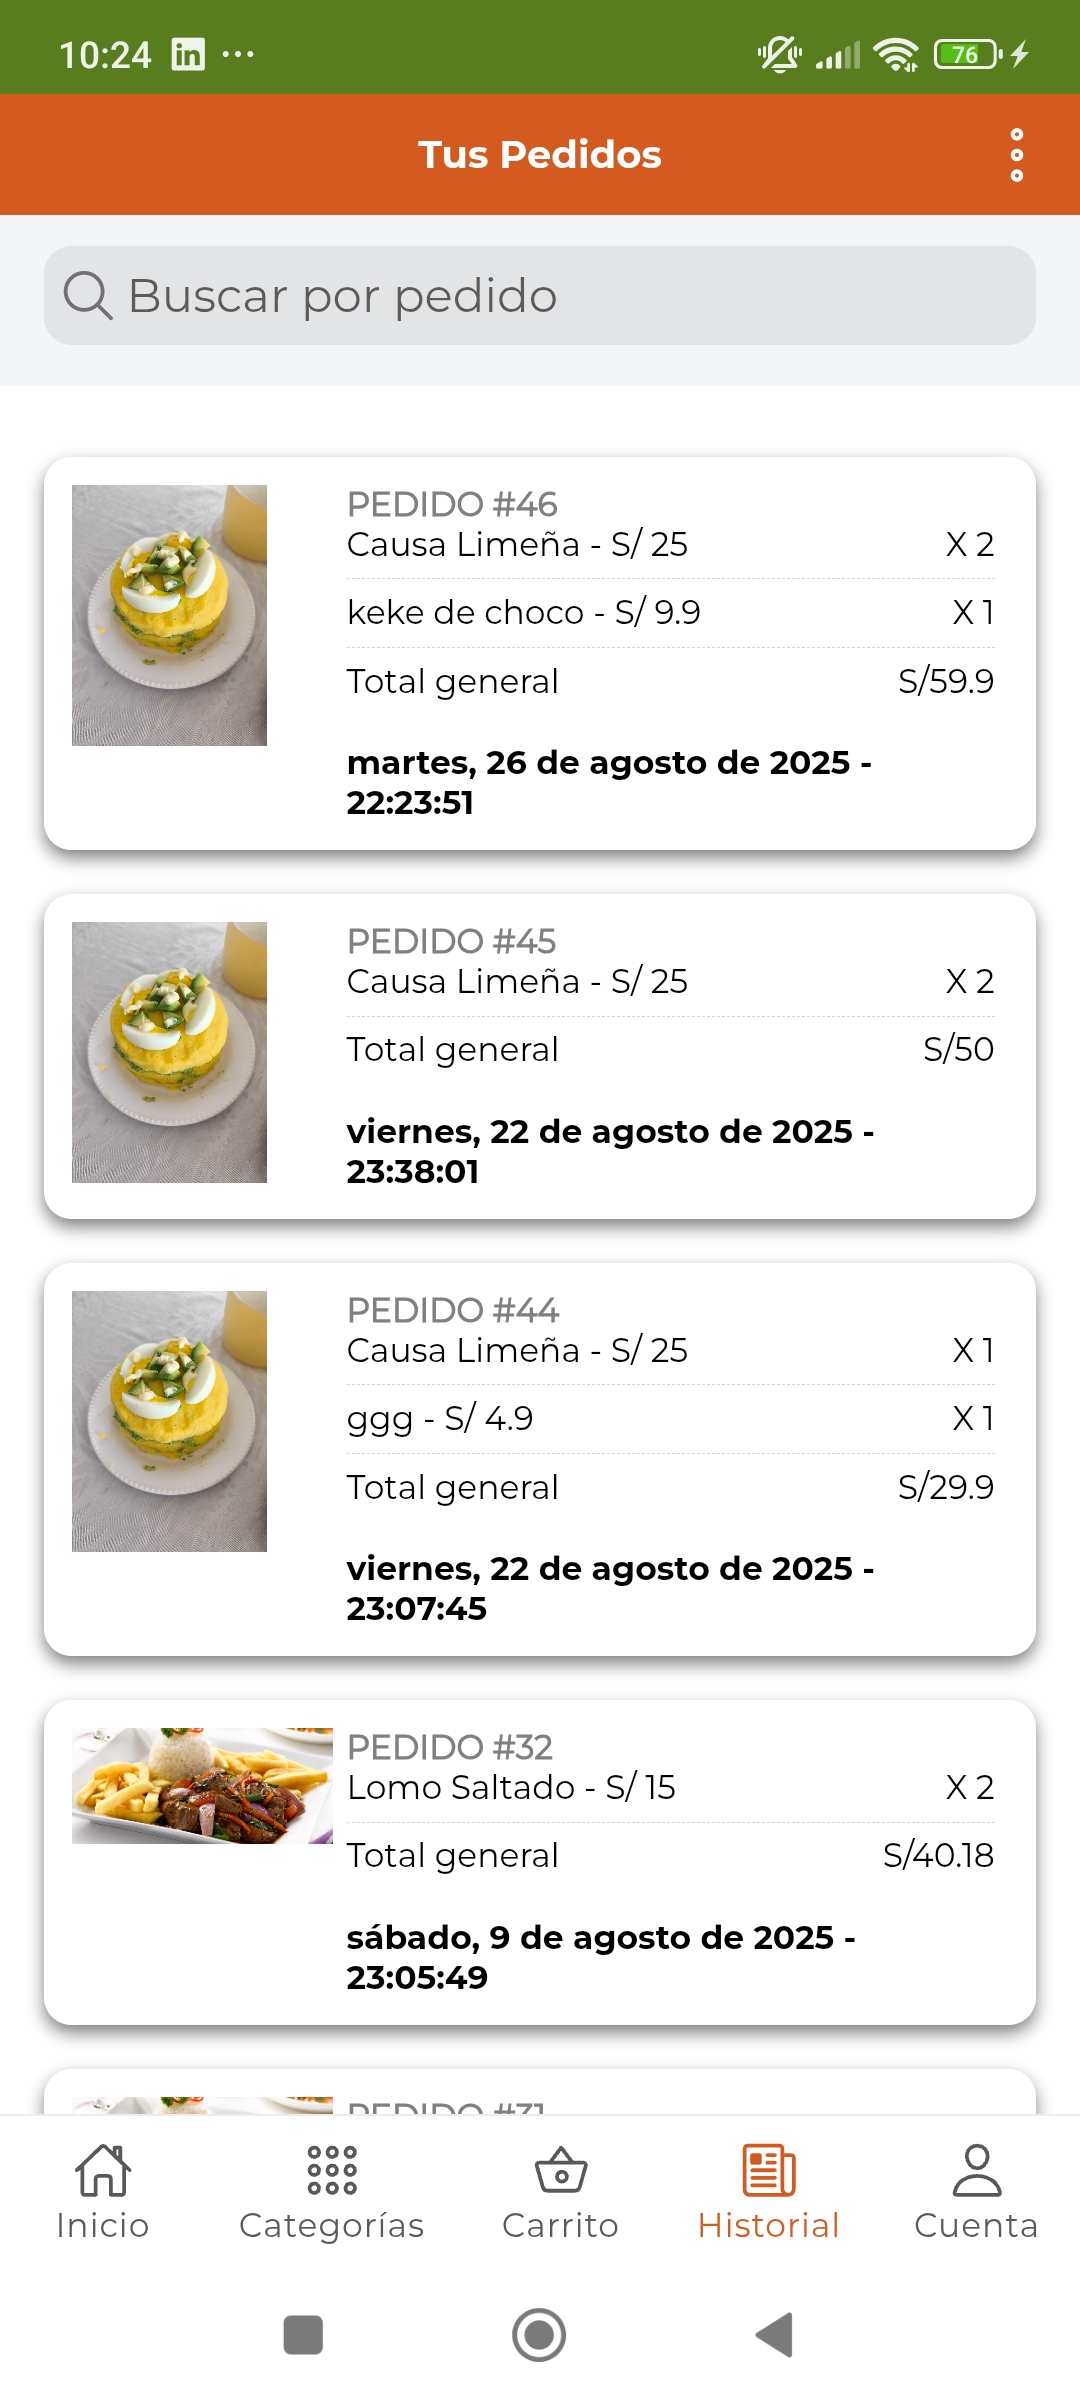 10:24
76
Tus Pedidos
Buscar por pedido
PEDIDO #46
Causa Limeña - S/ 25 X 2
keke de choco - S/ 9.9 X 1
Total general S/59.9
martes, 26 de agosto de 2025 -
22:23:51
PEDIDO #45
Causa Limeña - S/ 25 X 2
Total general S/50
viernes, 22 de agosto de 2025 -
23:38:01
PEDIDO #44
Causa Limeña - S/ 25 X 1
ggg - S/ 4.9 X 1
Total general S/29.9
viernes, 22 de agosto de 2025 -
23:07:45
PEDIDO #32
Lomo Saltado - S/ 15 X 2
Total general S/40.18
sábado, 9 de agosto de 2025 -
23:05:49
PEDIDO #31
Inicio Categorías Carrito Historial Cuenta